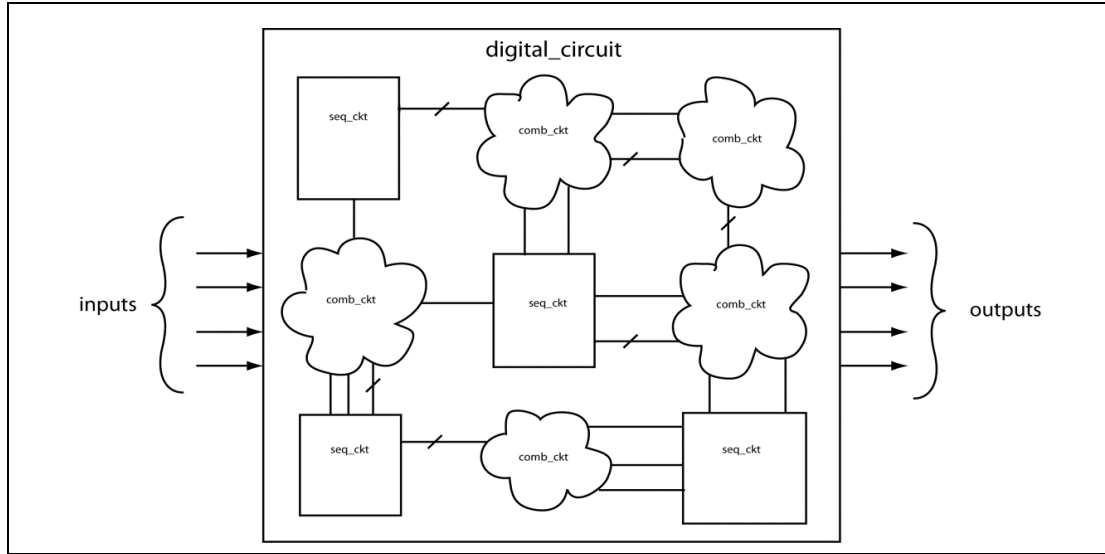 digital_circuit
seq_ckt
comb_ckt
comb_ckt
inputs
comb_ckt
seq_ckt
comb_ckt
outputs
seq_ckt
comb_ckt
seq_ckt